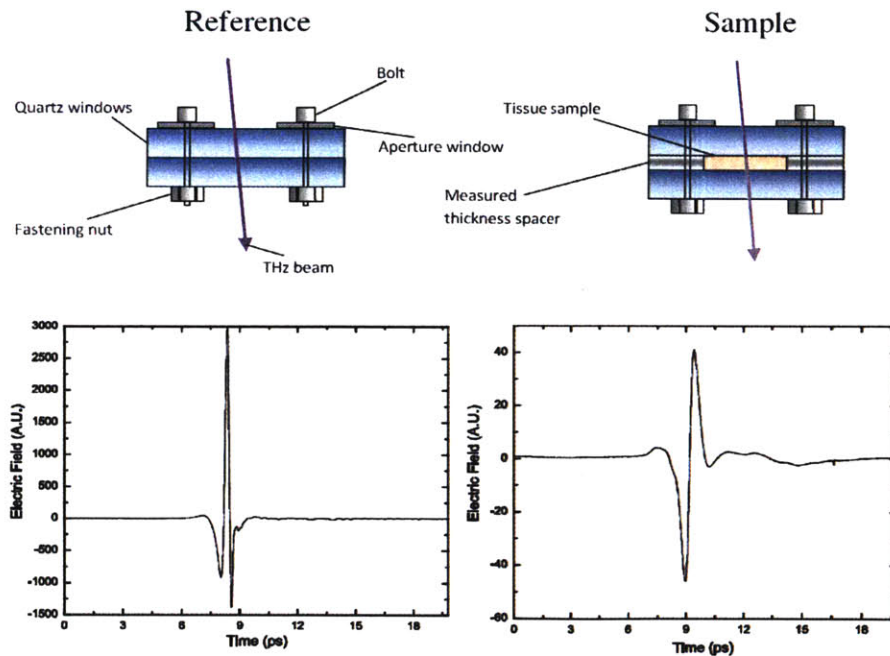 Reference
Sample
Bolt
Quartz windows
Aperture window
Fastening nut
THz beam
Tissue sample
Measured
thickness spacer
3000
2500
2000
1500
1000
500
0
-500
-1000
-1500
Electric Field (A.U.)
0 3 6 9 12 15 18
Time (ps)
40
20
0
-20
-40
-60
Electric Field (A.U.)
0 3 6 9 12 15 18
Time (ps)